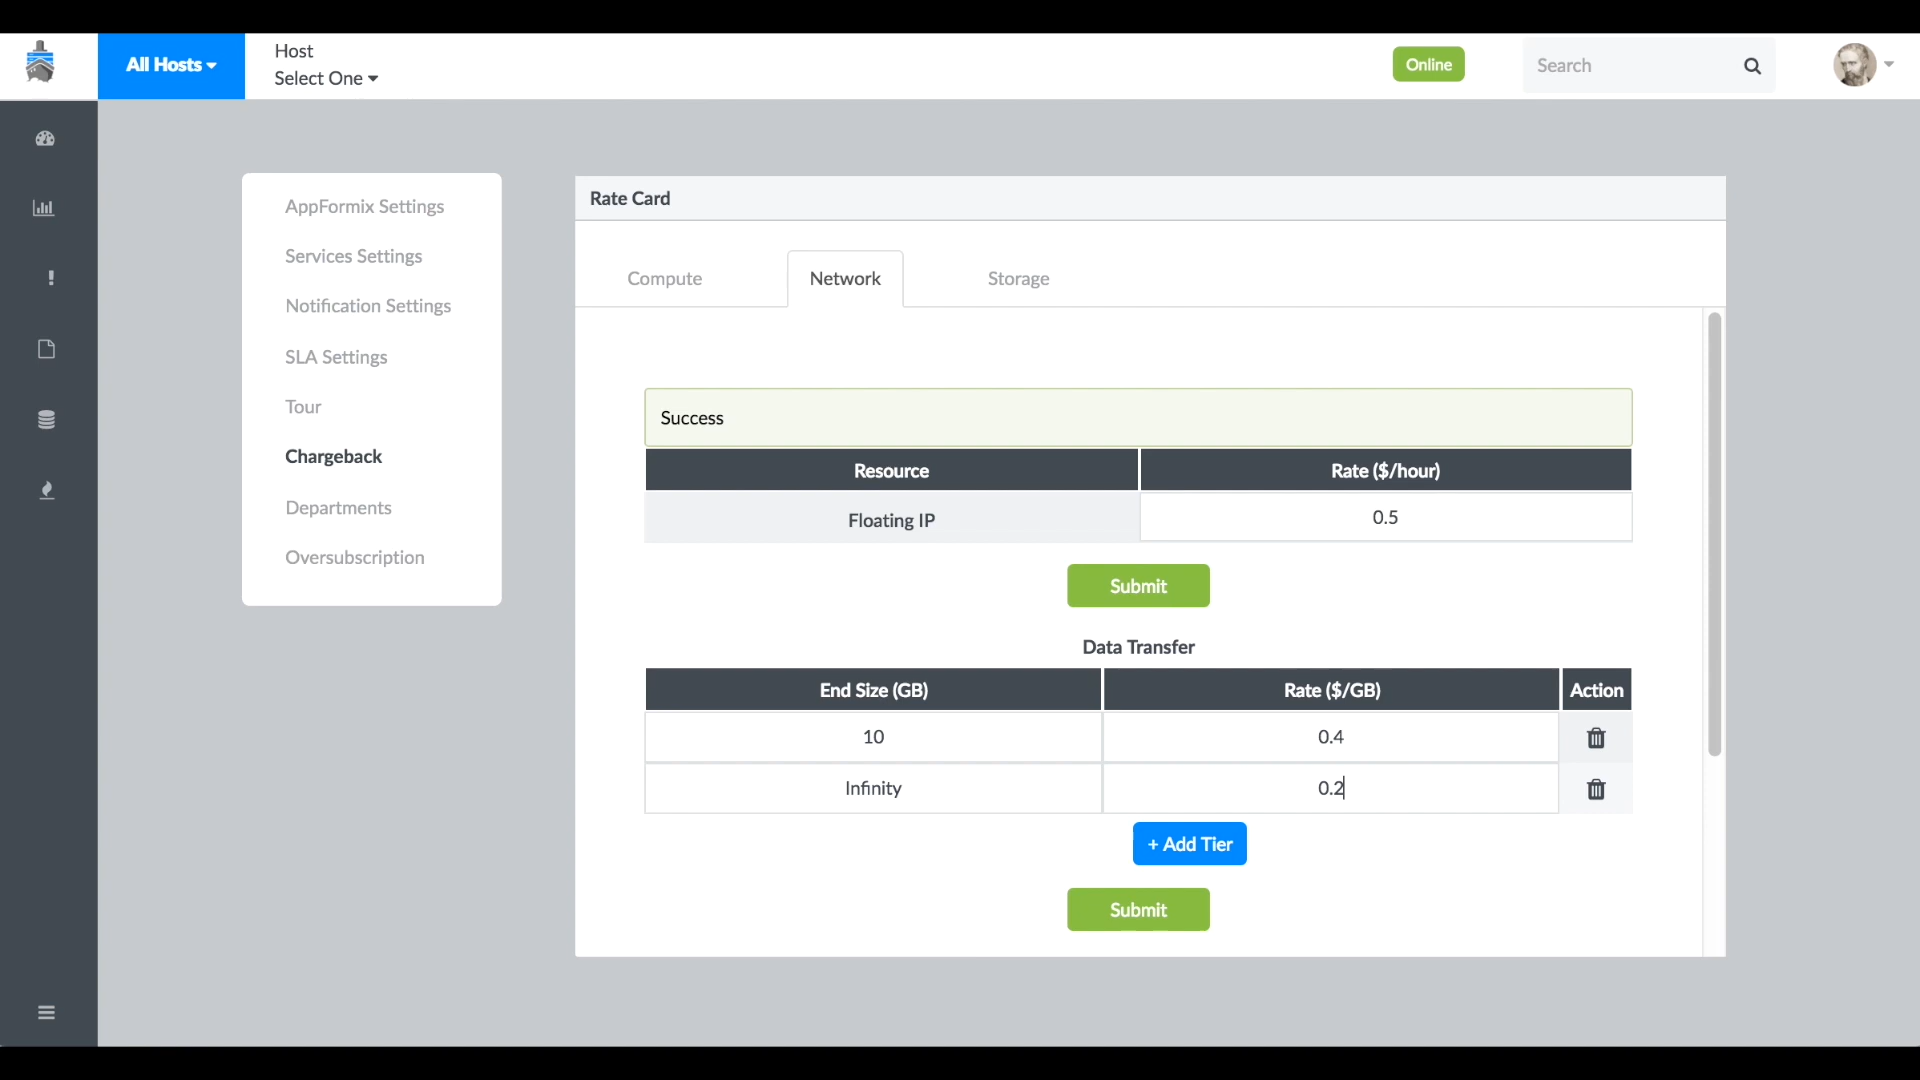 All Hosts
Host
Select One
Online
Search
AppFormix Settings
Services Settings
Notification Settings
SLA Settings
Tour
Chargeback
Departments
Oversubscription
Rate Card
Compute Network Storage
Success
Resource Rate ($/hour)
Floating IP 0.5
Submit
Data Transfer
End Size (GB) Rate ($/GB) Action
10 0.4
Infinity 0.2
+ Add Tier
Submit